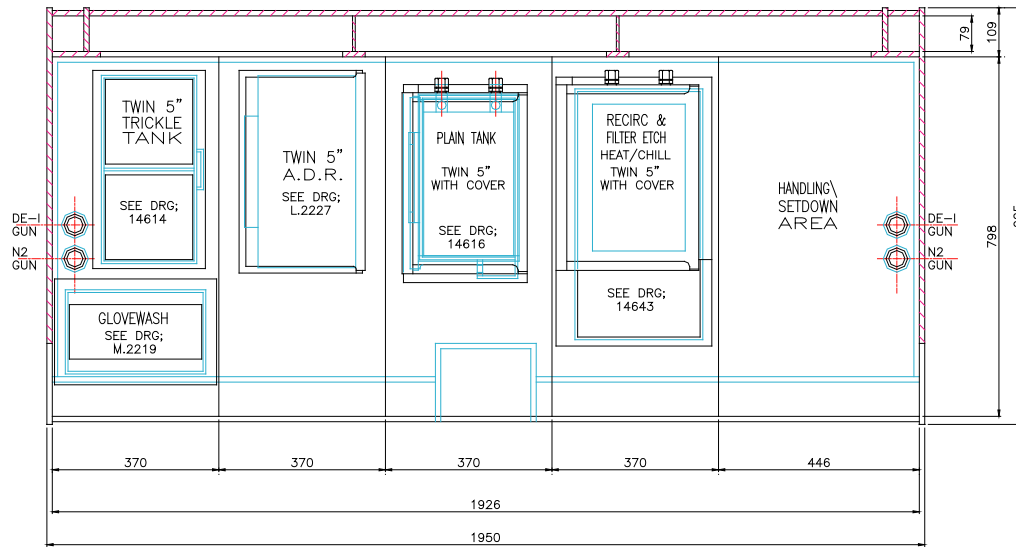 79
109
TWIN 5"
TRICKLE
TANK
SEE DRG;
14614
TWIN 5"
A.D.R.
SEE DRG;
L.2227
PLAIN TANK
TWIN 5"
WITH COVER
SEE DRG;
14616
RECIRC &
FILTER ETCH
HEAT/CHILL
TWIN 5"
WITH COVER
SEE DRG;
14643
HANDLING\
SETDOWN
AREA
DE-I
GUN
N2
GUN
DE-I
GUN
N2
GUN
798
GLOVEWASH
SEE DRG;
M.2219
370
370
370
370
446
1926
1950